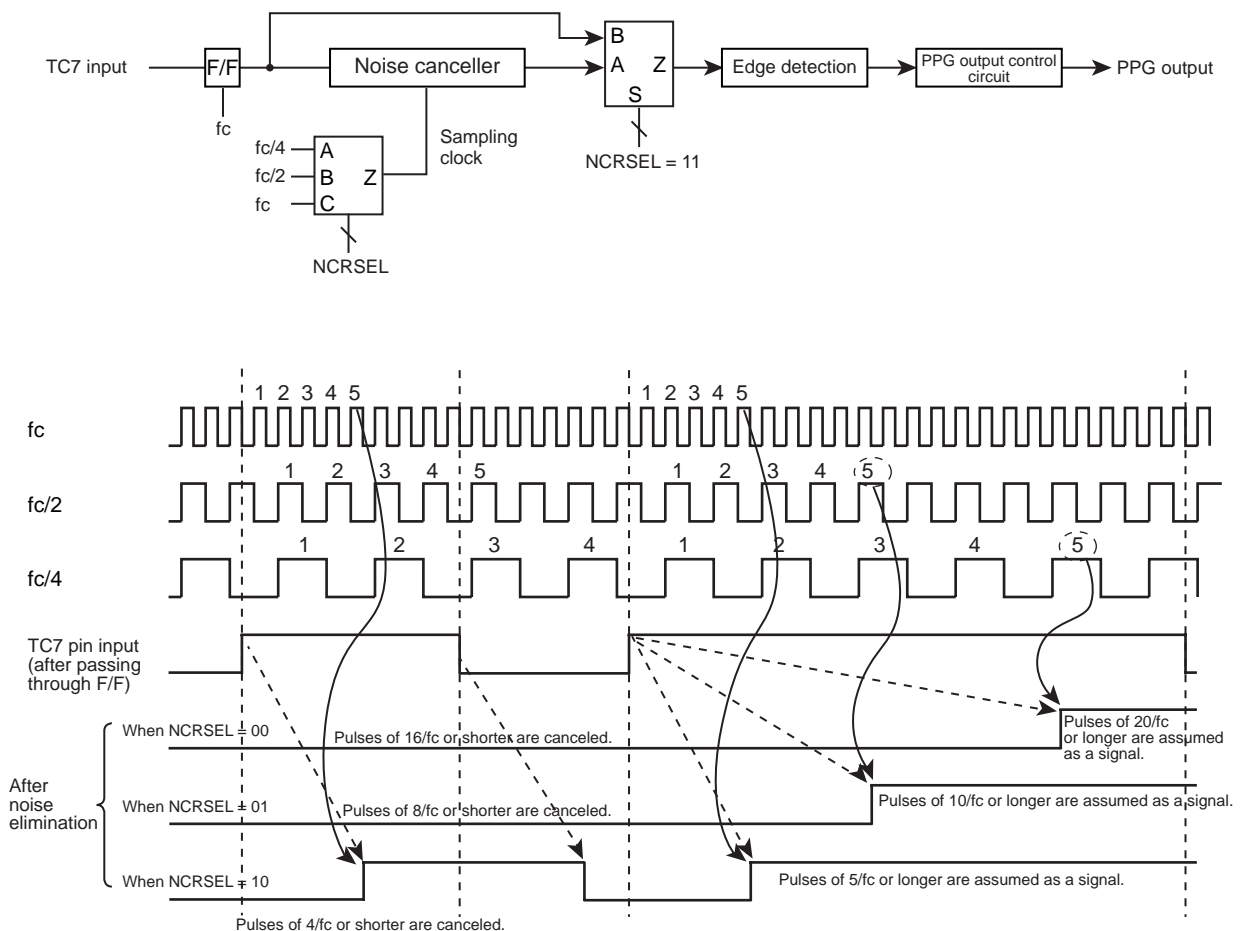 B
TC7 input
F/F
Noise canceller
A
Z
Edge detection
PPG output control
circuit
PPG output
S
fc
Sampling
clock
fc/4
A
fc/2
B
Z
fc
C
NCRSEL = 11
NCRSEL
1 2 3 4 5
1 2 3 4 5
fc
1 2 3 4 5
1 2 3 4 5
fc/2
1 2 3 4
1 2 3 4 5
fc/4
TC7 pin input
(after passing
through F/F)
When NCRSEL = 00
Pulses of 16/fc or shorter are canceled.
Pulses of 20/fc
or longer are assumed
as a signal.
After
noise
elimination
When NCRSEL = 01
Pulses of 8/fc or shorter are canceled.
Pulses of 10/fc or longer are assumed as a signal.
When NCRSEL = 10
Pulses of 5/fc or longer are assumed as a signal.
Pulses of 4/fc or shorter are canceled.